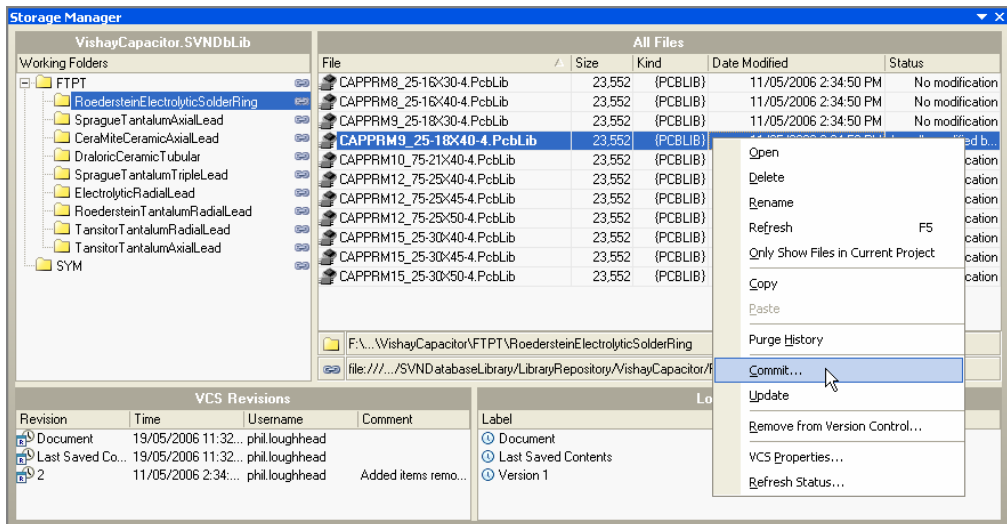 Storage Manager
VishayCapacitor.SVNDbLib
All Files
Working Folders
File Size Kind Date Modified Status
FTPT
RoedersteinElectrolyticSolderRing
SpragueTantalumAxialLead
CeraMiteCeramicAxialLead
DraloricCeramicTubular
SpragueTantalumTripleLead
ElectrolyticRadialLead
RoedersteinTantalumRadialLead
TansitorTantalumRadialLead
TansitorTantalumAxialLead
SYM
CAPPRM8_25-16X30-4.PcbLib 23,552 {PCBLIB} 11/05/2006 2:34:50 PM No modification
CAPPRM8_25-16X40-4.PcbLib 23,552 {PCBLIB} 11/05/2006 2:34:50 PM No modification
CAPPRM9_25-18X30-4.PcbLib 23,552 {PCBLIB} 11/05/2006 2:34:50 PM No modification
CAPPRM9_25-18X40-4.PcbLib 23,552 {PCBLIB}
CAPPRM10_75-21X40-4.PcbLib 23,552 {PCBLIB}
CAPPRM12_75-25X40-4.PcbLib 23,552 {PCBLIB}
CAPPRM12_75-25X45-4.PcbLib 23,552 {PCBLIB}
CAPPRM12_75-25X50-4.PcbLib 23,552 {PCBLIB}
CAPPRM15_25-30X40-4.PcbLib 23,552 {PCBLIB}
CAPPRM15_25-30X45-4.PcbLib 23,552 {PCBLIB}
CAPPRM15_25-30X50-4.PcbLib 23,552 {PCBLIB}
Open
Delete
Rename
Refresh F5
Only Show Files in Current Project
Copy
Paste
Purge History
Commit...
Update
Remove from Version Control...
VCS Properties...
Refresh Status...
F:\...\VishayCapacitor\FTPT\RoedersteinElectrolyticSolderRing
file:///.../SVNDatabaseLibrary/LibraryRepository/VishayCapacitor/
VCS Revisions
Revision Time Username Comment
Document 19/05/2006 11:32... phil.loughhead
Last Saved Co... 19/05/2006 11:32... phil.loughhead
2 11/05/2006 2:34:... phil.loughhead Added items remo...
Label
Document
Last Saved Contents
Version 1